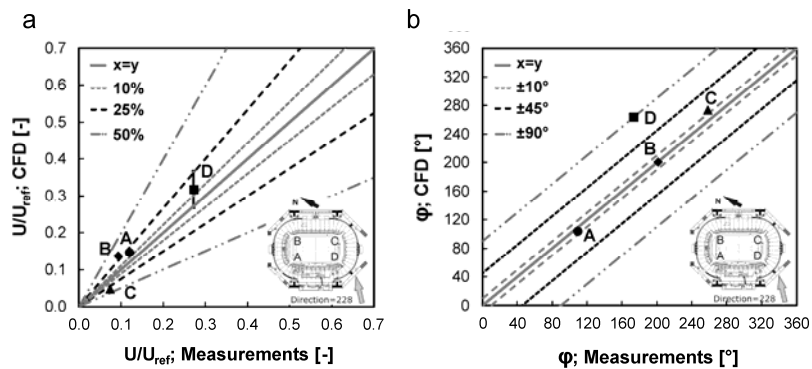 a
0.7
0.6
0.5
0.4
0.3
0.2
0.1
0.0
U/Uref; CFD [-]
x=y
10%
25%
50%
D
B
A
C
N
B
C
A
D
Direction=228
0.0
0.1
0.2
0.3
0.4
0.5
0.6
0.7
U/Uref; Measurements [-]
b
360
320
280
240
200
160
120
80
40
0
φ; CFD [°]
x=y
±10°
±45°
±90°
D
C
B
A
N
B
C
A
D
Direction=228
0
40
80
120
160
200
240
280
320
360
φ; Measurements [°]